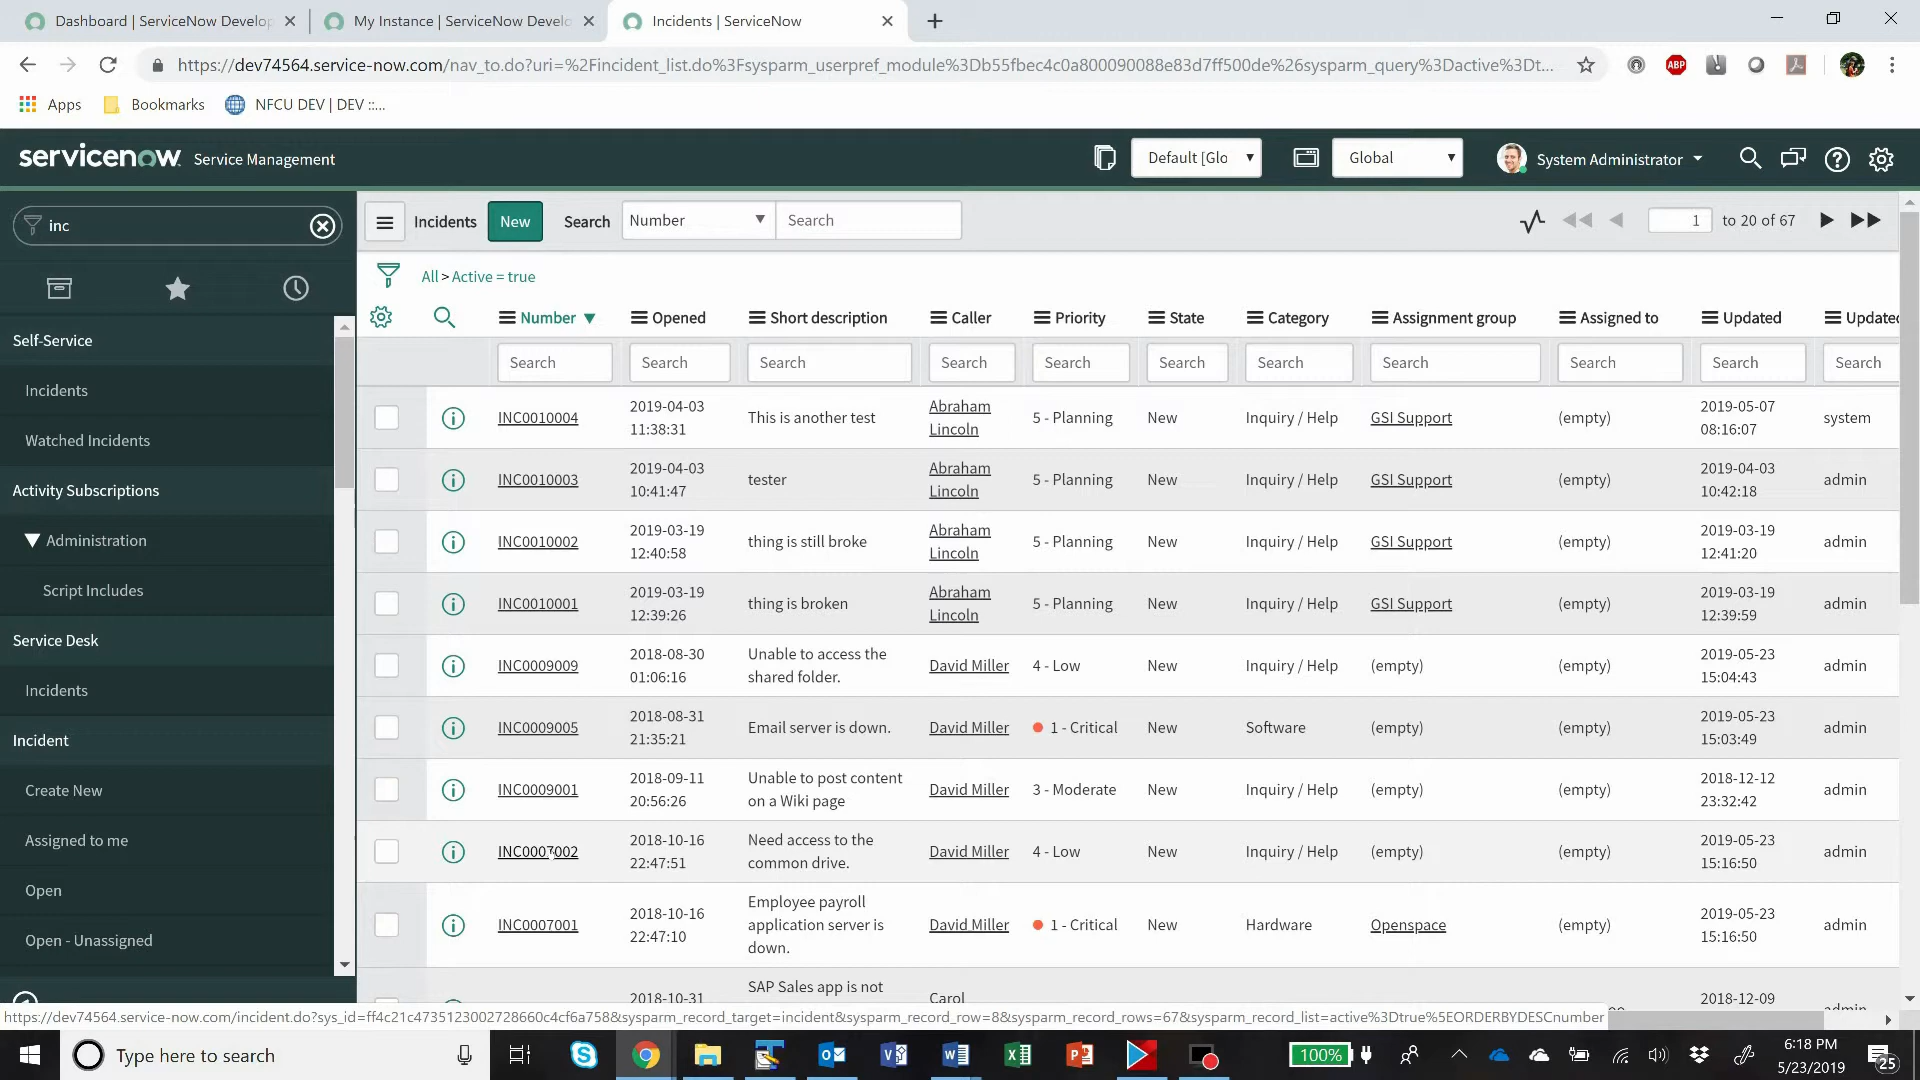 Dashboard | ServiceNow Develop
My Instance | ServiceNow Develo
Incidents | ServiceNow
https://dev74564.service-now.com/nav_to.do?uri=%2Fincident_list.do%3Fsysparm_userpref_module%3Db55fbec4c0a800090088e83d7ff500de%26sysparm_query%3Dactive%3Dt...
ABP
Apps
Bookmarks
NFCU DEV | DEV ::...
servicenow
Service Management
Default [Glo
Global
System Administrator
inc
Incidents
New
Search
Number
Search
1
to 20 of 67
All > Active = true
Number
Opened
Short description
Caller
Priority
State
Category
Assignment group
Assigned to
Updated
Updated
Search
Search
Search
Search
Search
Search
Search
Search
Search
Search
Search
Self-Service
Incidents
Watched Incidents
Activity Subscriptions
Administration
Script Includes
Service Desk
Incidents
Incident
Create New
Assigned to me
Open
Open - Unassigned
INC0010004
2019-04-03
11:38:31
This is another test
Abraham
Lincoln
5 - Planning
New
Inquiry / Help
GSI Support
(empty)
2019-05-07
08:16:07
system
INC0010003
2019-04-03
10:41:47
tester
Abraham
Lincoln
5 - Planning
New
Inquiry / Help
GSI Support
(empty)
2019-04-03
10:42:18
admin
INC0010002
2019-03-19
12:40:58
thing is still broke
Abraham
Lincoln
5 - Planning
New
Inquiry / Help
GSI Support
(empty)
2019-03-19
12:41:20
admin
INC0010001
2019-03-19
12:39:26
thing is broken
Abraham
Lincoln
5 - Planning
New
Inquiry / Help
GSI Support
(empty)
2019-03-19
12:39:59
admin
INC0009009
2018-08-30
01:06:16
Unable to access the
shared folder.
David Miller
4 - Low
New
Inquiry / Help
(empty)
(empty)
2019-05-23
15:04:43
admin
INC0009005
2018-08-31
21:35:21
Email server is down.
David Miller
1 - Critical
New
Software
(empty)
(empty)
2019-05-23
15:03:49
admin
INC0009001
2018-09-11
20:56:26
Unable to post content
on a Wiki page
David Miller
3 - Moderate
New
Inquiry / Help
(empty)
(empty)
2018-12-12
23:32:42
admin
INC0007002
2018-10-16
22:47:51
Need access to the
common drive.
David Miller
4 - Low
New
Inquiry / Help
(empty)
(empty)
2019-05-23
15:16:50
admin
INC0007001
2018-10-16
22:47:10
Employee payroll
application server is
down.
David Miller
1 - Critical
New
Hardware
Openspace
(empty)
2019-05-23
15:16:50
admin
2018-10-31
SAP Sales app is not
Carol
2018-12-09
https://dev74564.service-now.com/incident.do?sys_id=ff4c21c4735123002728660c4cf6a758&sysparm_record_target=incident&sysparm_record_row=8&sysparm_record_rows=67&sysparm_record_list=active%3Dtrue%5EORDERBYDESCnumber
Type here to search
100%
6:18 PM
5/23/2019
25